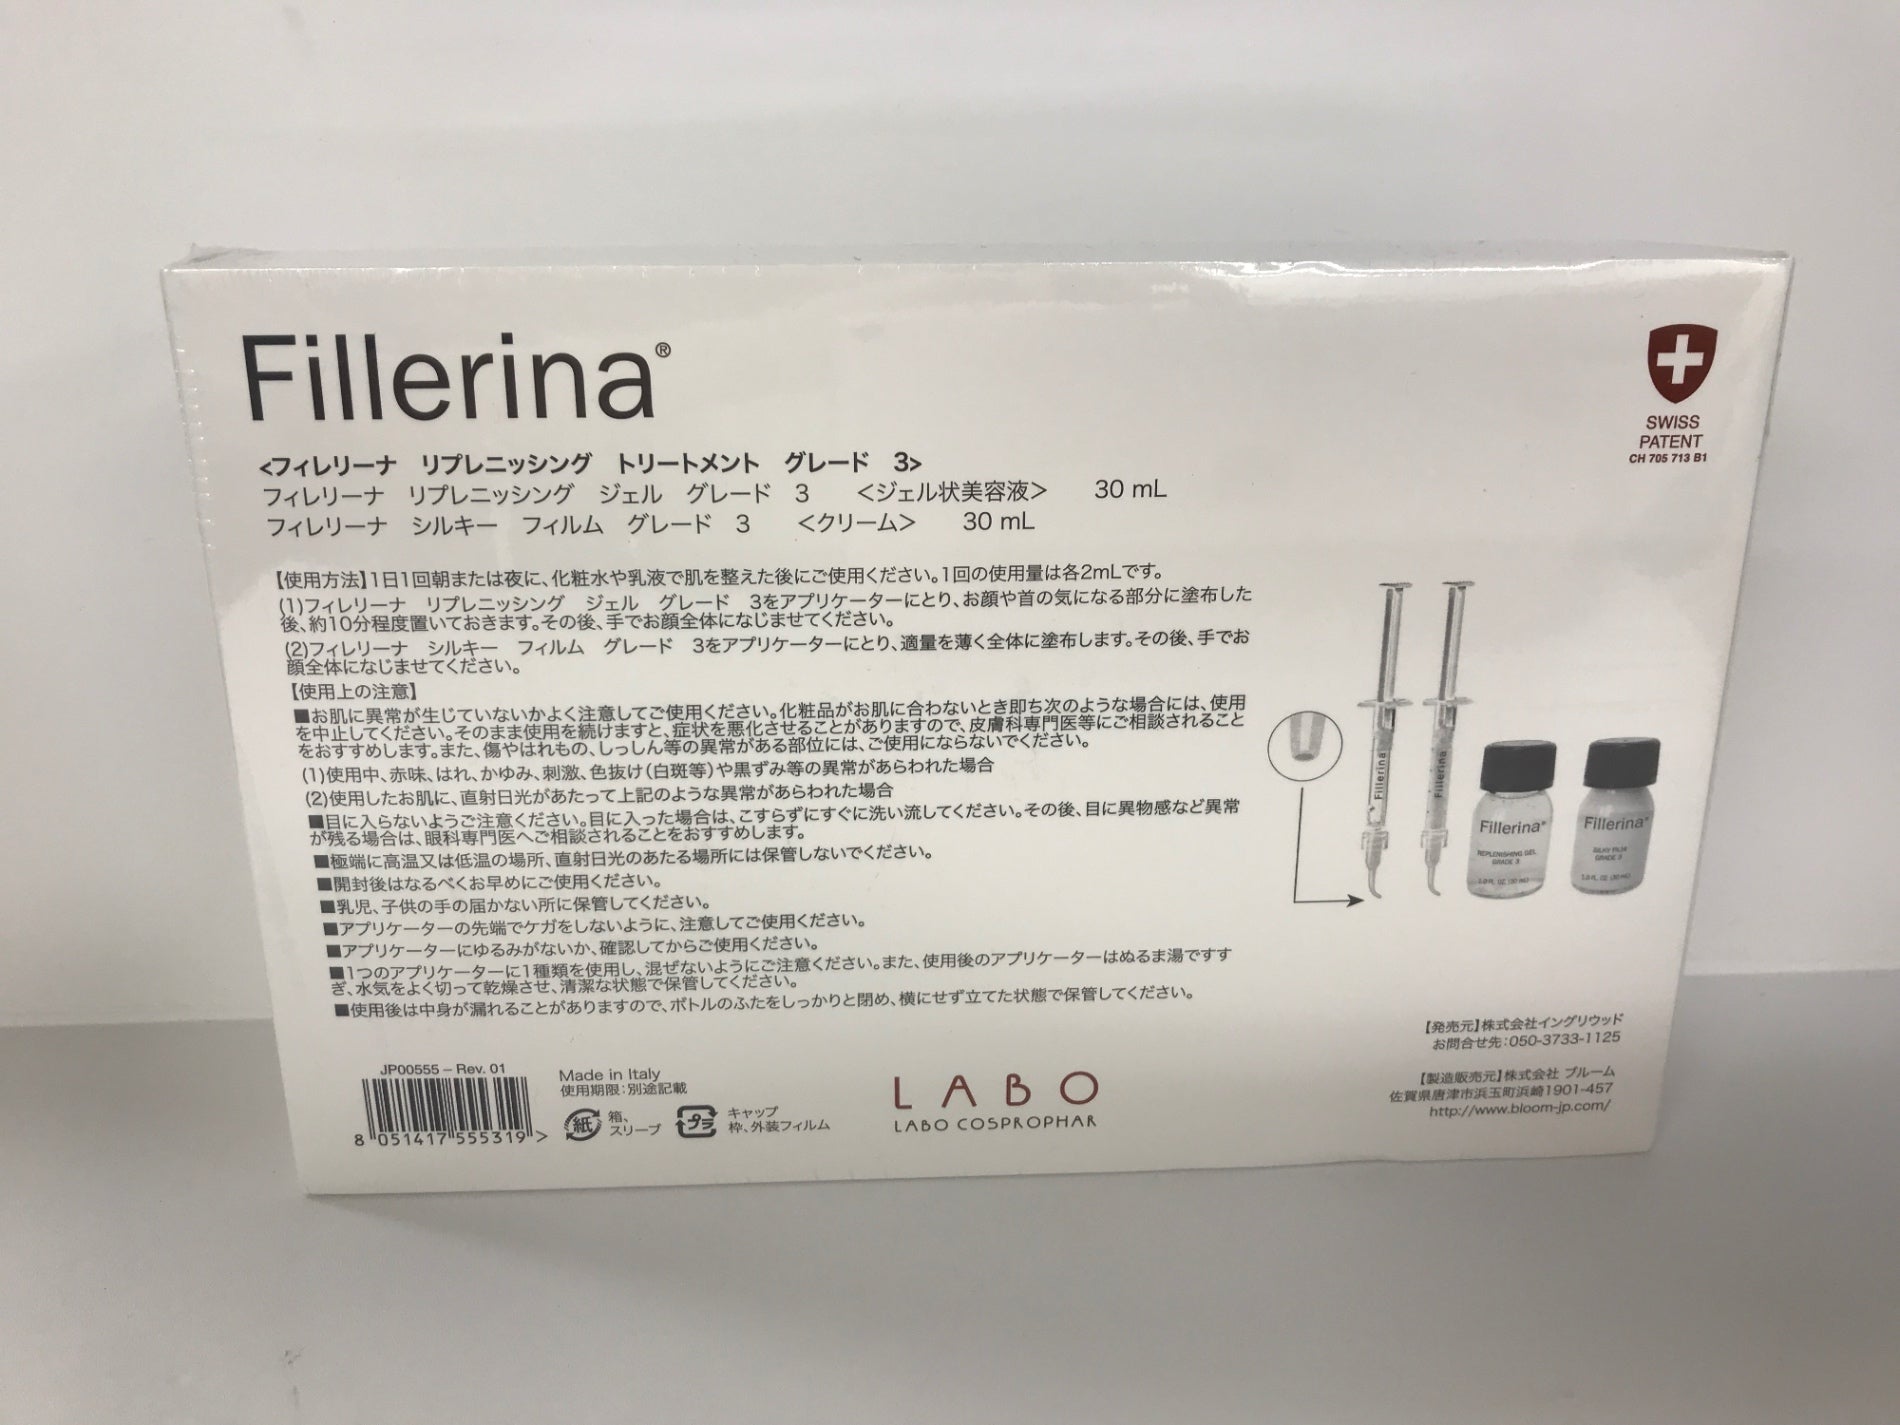 Fillerina®
<フィレリーナ　リプレニッシング　トリートメント　グレード　3>
フィレリーナ　リプレニッシング　ジェル　グレード　3　＜ジェル状美容液＞　30 mL
フィレリーナ　シルキー　フィルム　グレード　3　＜クリーム＞　30 mL
【使用方法】1日1回朝または夜に、化粧水や乳液で肌を整えた後にご使用ください。1回の使用量は各2mLです。
(1)フィレリーナ　リプレニッシング　ジェル　グレード　3をアプリケーターにとり、お顔や首の気になる部分に塗布した
後、約10分程度置いておきます。その後、手でお顔全体になじませてください。
(2)フィレリーナ　シルキー　フィルム　グレード　3をアプリケーターにとり、適量を薄く全体に塗布します。その後、手でお
顔全体になじませてください。
【使用上の注意】
■お肌に異常が生じていないかよく注意してご使用ください。化粧品がお肌に合わないとき即ち次のような場合には、使用
を中止してください。そのまま使用を続けますと、症状を悪化させることがありますので、皮膚科専門医等にご相談されること
をおすすめします。また、傷やはれもの、しっしん等の異常がある部位には、ご使用にならないでください。
(1)使用中、赤味、はれ、かゆみ、刺激、色抜け(白斑等)や黒ずみ等の異常があらわれた場合
(2)使用したお肌に、直射日光があたって上記のような異常があらわれた場合
■目に入らないようご注意ください。目に入った場合は、こすらずにすぐに洗い流してください。その後、目に異物感など異常
が残る場合は、眼科専門医へご相談されることをおすすめします。
■極端に高温又は低温の場所、直射日光のあたる場所には保管しないでください。
■開封後はなるべくお早めにご使用ください。
■乳児、子供の手の届かない所に保管してください。
■アプリケーターの先端でケガをしないように、注意してご使用ください。
■アプリケーターにゆるみがないか、確認してからご使用ください。
■1つのアプリケーターに1種類を使用し、混ぜないようにご注意ください。また、使用後のアプリケーターはぬるま湯ですす
ぎ、水気をよく切って乾燥させ、清潔な状態で保管してください。
■使用後は中身が漏れることがありますので、ボトルのふたをしっかりと閉め、横にせず立てた状態で保管してください。
JP00555 – Rev. 01
8 051417 555319 >
Made in Italy
使用期限:別途記載
紙
箱、
スリーブ
プラ
キャップ
枠、外装フィルム
LABO
LABO COSPROPHAR
SWISS
PATENT
CH 705 713 B1
Fillerina
Fillerina
Fillerina®
REPLENISHING GEL
GRADE 3
1.0 FL. OZ. (30 mL)
Fillerina®
SILKY FILM
GRADE 3
1.0 FL. OZ. (30 mL)
【発売元】株式会社イングリウッド
お問合せ先:050-3733-1125
【製造販売元】株式会社 ブルーム
佐賀県唐津市浜玉町浜崎1901-457
http://www.bloom-jp.com/